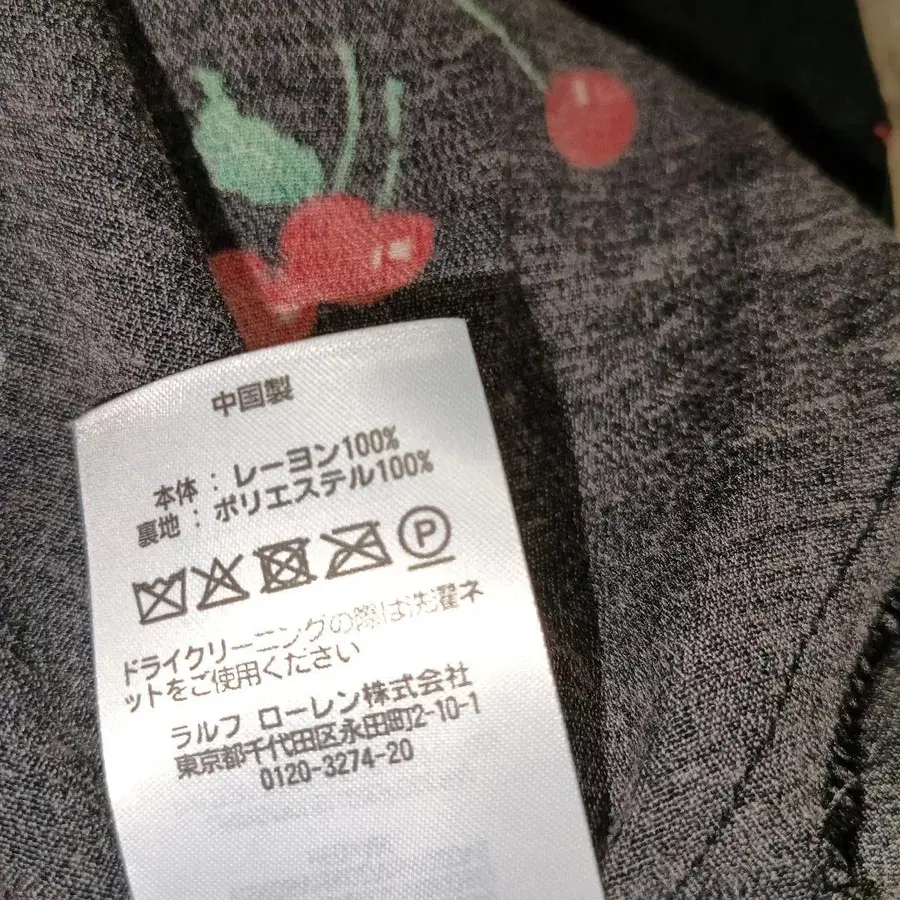 中国製
本体：レーヨン100%
裏地：ポリエステル100%
P
ドライクリーニングの際は洗濯ネ
ットをご使用ください
ラルフ ローレン株式会社
東京都千代田区永田町2-10-1
0120-3274-20